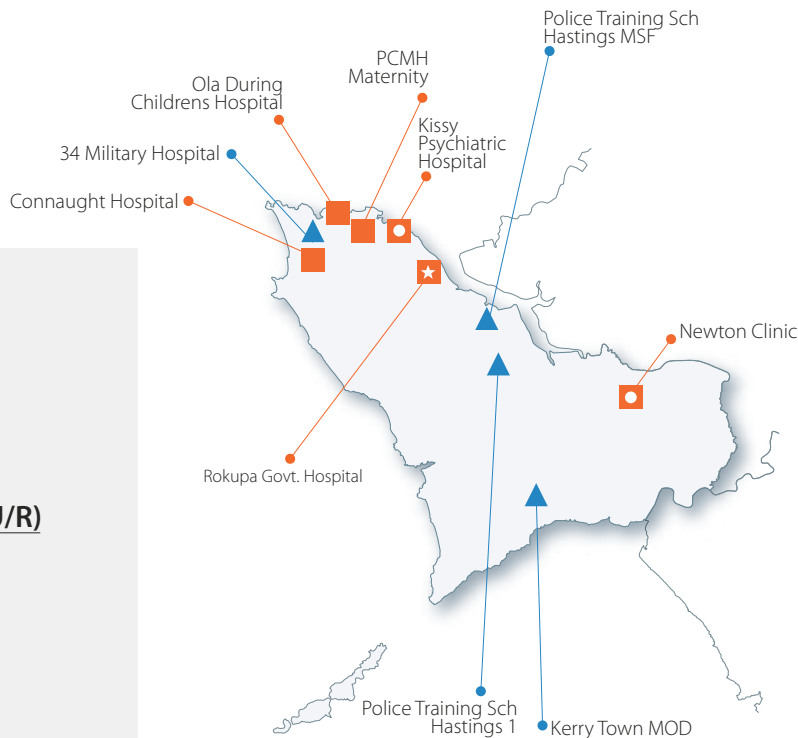 Police Training Sch
Hastings MSF
PCMH
Maternity
Ola During
Childrens Hospital
Kissy
Psychiatric
Hospital
34 Military Hospital
Connaught Hospital
Newton Clinic
Rokupa Govt. Hospital
U/R)
Police Training Sch
Hastings 1
Kerry Town MOD